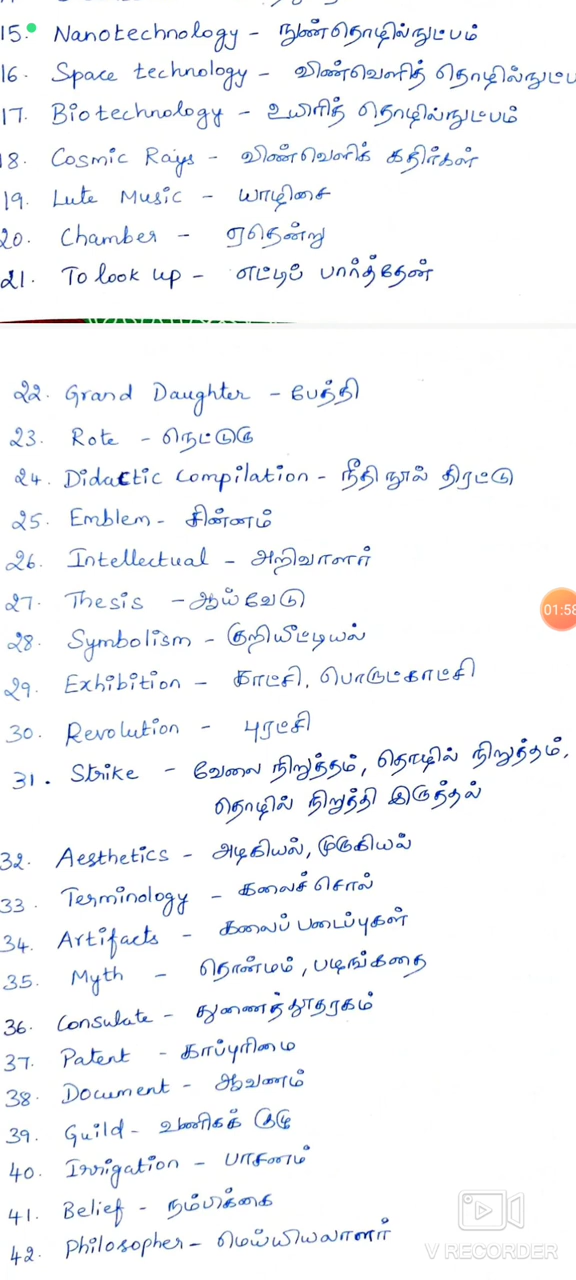 15. Nanotechnology - நுண்தொழில்நுட்பம்
16. Space technology - விண்வெளித் தொழில்நுட்ப
17. Biotechnology - உயிரித் தொழில்நுட்பம்
18. Cosmic Rays - விண்வெளிக் கதிர்கள்
19. Lute Music - யாழிசை
20. Chamber - ஏதென்று
21. To look up - எட்டிப் பார்த்தேன்
22. Grand Daughter - பேத்தி
23. Rote - நெட்டுரு
24. Didactic Compilation - நீதி நூல் திரட்டு
25. Emblem - சின்னம்
26. Intellectual - அறிவாளர்
27. Thesis - ஆய்வேடு
28. Symbolism - குறியீட்டியல்
29. Exhibition - காட்சி, பொருட்காட்சி
30. Revolution - புரட்சி
31. Strike - வேலை நிறுத்தம், தொழில் நிறுத்தம்,
தொழில் நிறுத்தி இருத்தல்
32. Aesthetics - அழகியல், முருகியல்
33. Terminology - கலைச்சொல்
34. Artifacts - கலைப் படைப்புகள்
35. Myth - தொன்மம், படிங்கதை
36. Consulate - துணைத்தூதரகம்
37. Patent - காப்புரிமை
38. Document - ஆவணம்
39. Guild - வணிகக் குழு
40. Irrigation - பாசனம்
41. Belief - நம்பிக்கை
42. Philosopher - மெய்யியலாளர்
01:58
V RECORDER